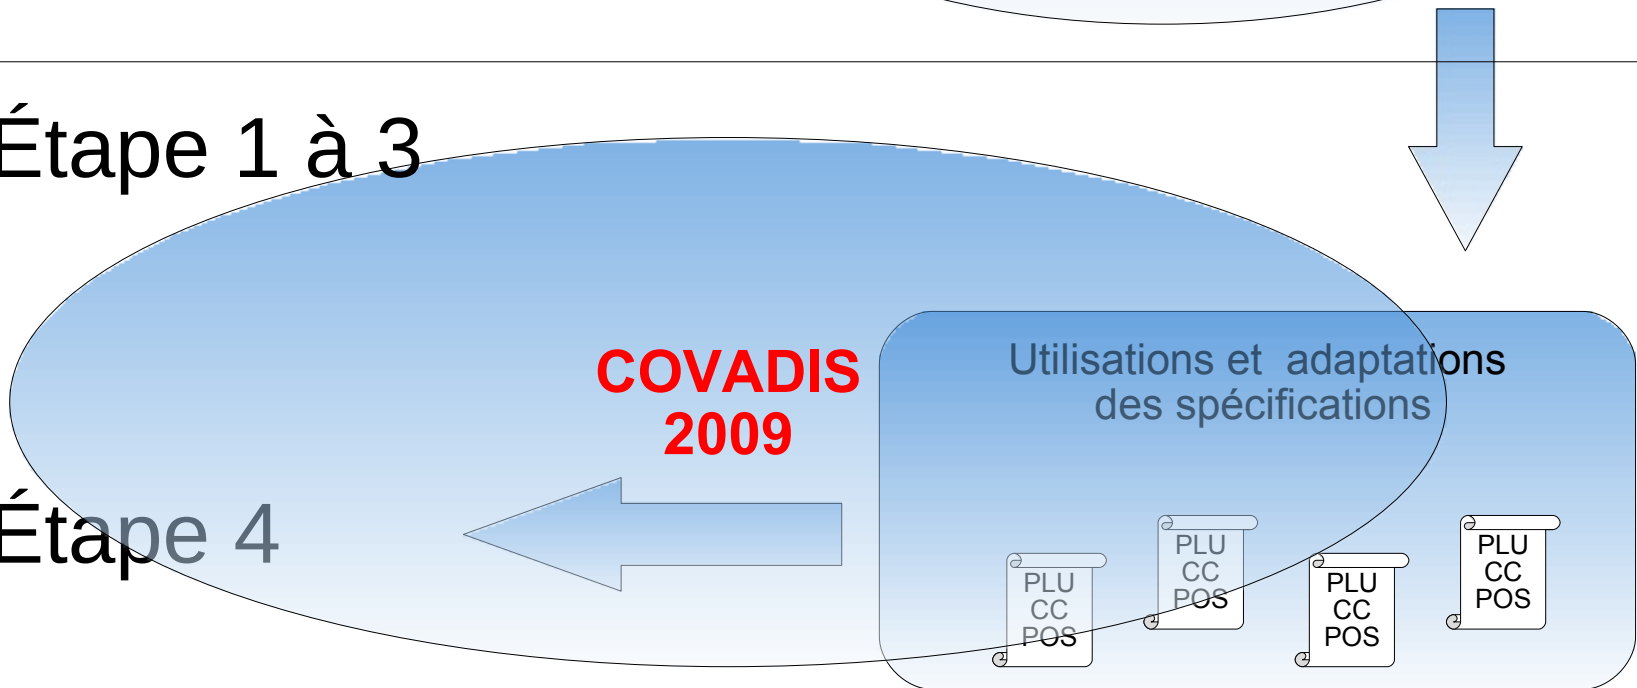 Étape 1 à 3
COVADIS
2009
Utilisations et adaptations
des spécifications
Étape 4
PLU
CC
POS
PLU
CC
POS
PLU
CC
POS
PLU
CC
POS